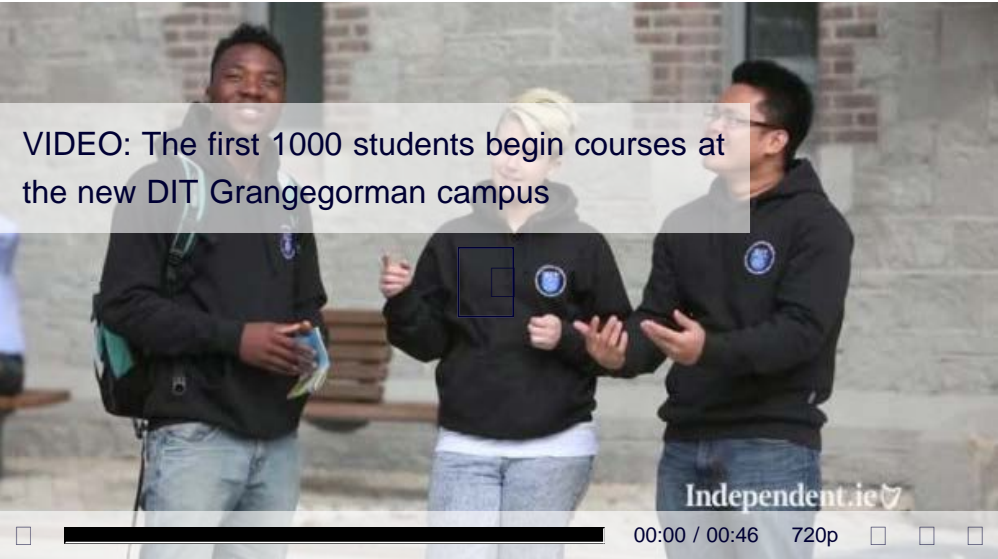 VIDEO: The first 1000 students begin courses at
the new DIT Grangegorman campus
Independent.ie
00:00 / 00:46 720p